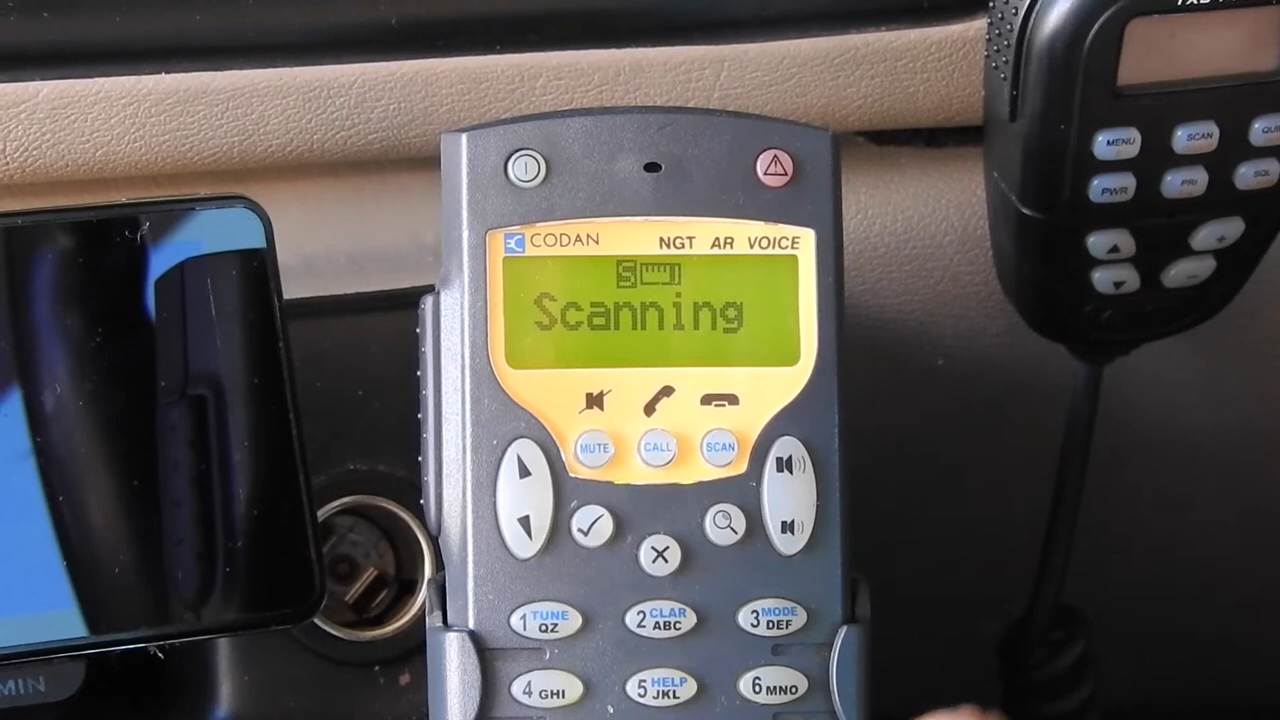 CODAN NGT AR VOICE
S
Scanning
MUTE CALL SCAN
1 TUNE QZ
2 CLAR ABC
3 MODE DEF
4 GHI
5 HELP JKL
6 MNO
MENU SCAN
PWR PRI SQL
MIN